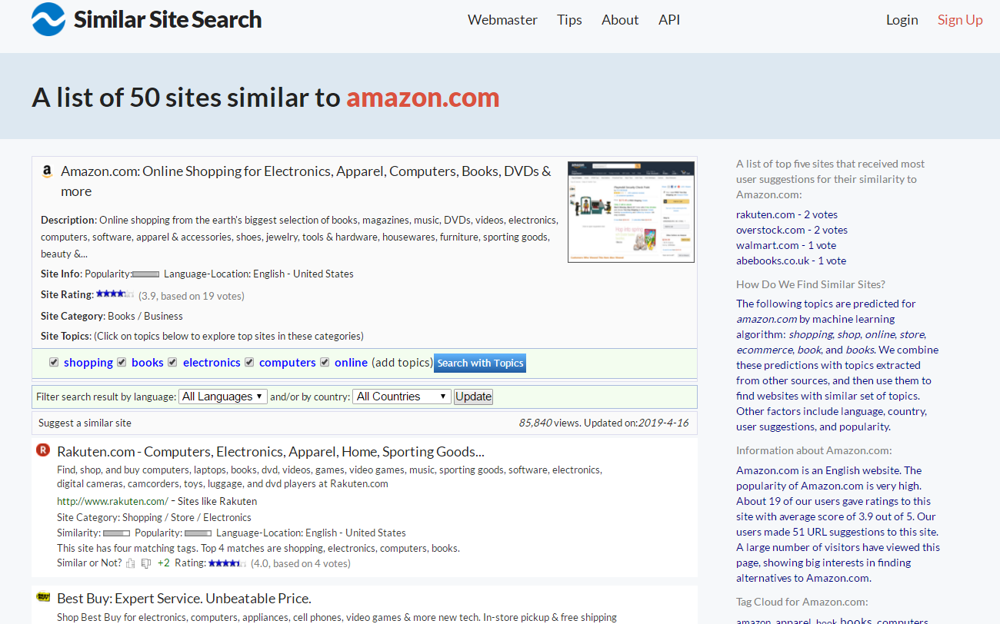 Similar Site Search
Webmaster Tips About API
Login Sign Up
A list of 50 sites similar to amazon.com
Amazon.com: Online Shopping for Electronics, Apparel, Computers, Books, DVDs &
more
Description: Online shopping from the earth's biggest selection of books, magazines, music, DVDs, videos, electronics,
computers, software, apparel & accessories, shoes, jewelry, tools & hardware, housewares, furniture, sporting goods,
beauty &...
Site Info: Popularity: Language-Location: English - United States
Site Rating: (3.9, based on 19 votes)
Site Category: Books / Business
Site Topics: (Click on topics below to explore top sites in these categories)
shopping books electronics computers online (add topics) Search with Topics
Filter search result by language: All Languages and/or by country: All Countries Update
Suggest a similar site
85,840 views. Updated on:2019-4-16
Rakuten.com - Computers, Electronics, Apparel, Home, Sporting Goods...
Find, shop, and buy computers, laptops, books, dvd, videos, games, video games, music, sporting goods, software, electronics,
digital cameras, camcorders, toys, luggage, and dvd players at Rakuten.com
http://www.rakuten.com/ - Sites like Rakuten
Site Category: Shopping / Store / Electronics
Similarity: Popularity: Language-Location: English - United States
This site has four matching tags. Top 4 matches are shopping, electronics, computers, books.
Similar or Not? +2 Rating: (4.0, based on 4 votes)
Best Buy: Expert Service. Unbeatable Price.
Shop Best Buy for electronics, computers, appliances, cell phones, video games & more new tech. In-store pickup & free shipping
A list of top five sites that received most
user suggestions for their similarity to
Amazon.com:
rakuten.com - 2 votes
overstock.com - 2 votes
walmart.com - 1 vote
abebooks.co.uk - 1 vote
How Do We Find Similar Sites?
The following topics are predicted for
amazon.com by machine learning
algorithm: shopping, shop, online, store,
ecommerce, book, and books. We combine
these predictions with topics extracted
from other sources, and then use them to
find websites with similar set of topics.
Other factors include language, country,
user suggestions, and popularity.
Information about Amazon.com:
Amazon.com is an English website. The
popularity of Amazon.com is very high.
About 19 of our users gave ratings to this
site with average score of 3.9 out of 5. Our
users made 51 URL suggestions to this site.
A large number of visitors have viewed this
page, showing big interests in finding
alternatives to Amazon.com.
Tag Cloud for Amazon.com:
amazon apparel book books computers